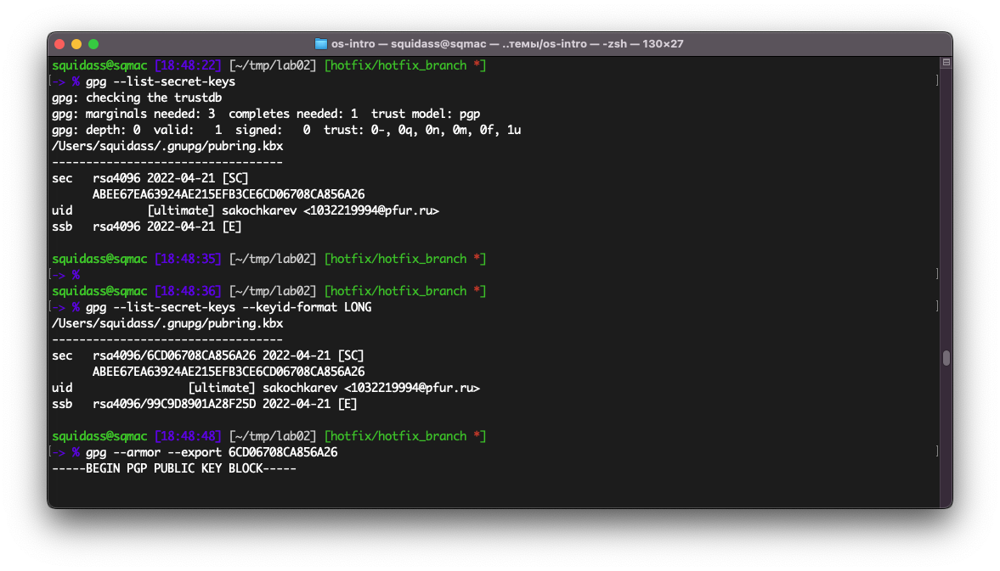 os-intro — squidass@sqmac — ..темы/os-intro — -zsh — 130×27
squidass@sqmac [18:48:22] [~/tmp/lab02] [hotfix/hotfix_branch *]
[-> % gpg --list-secret-keys ]
gpg: checking the trustdb
gpg: marginals needed: 3  completes needed: 1  trust model: pgp
gpg: depth: 0  valid:   1  signed:   0  trust: 0-, 0q, 0n, 0m, 0f, 1u
/Users/squidass/.gnupg/pubring.kbx
----------------------------------
sec   rsa4096 2022-04-21 [SC]
      ABEE67EA63924AE215EFB3CE6CD06708CA856A26
uid           [ultimate] sakochkarev <1032219994@pfur.ru>
ssb   rsa4096 2022-04-21 [E]
squidass@sqmac [18:48:35] [~/tmp/lab02] [hotfix/hotfix_branch *]
[-> % ]
squidass@sqmac [18:48:36] [~/tmp/lab02] [hotfix/hotfix_branch *]
[-> % gpg --list-secret-keys --keyid-format LONG ]
/Users/squidass/.gnupg/pubring.kbx
----------------------------------
sec   rsa4096/6CD06708CA856A26 2022-04-21 [SC]
      ABEE67EA63924AE215EFB3CE6CD06708CA856A26
uid                 [ultimate] sakochkarev <1032219994@pfur.ru>
ssb   rsa4096/99C9D8901A28F25D 2022-04-21 [E]
squidass@sqmac [18:48:48] [~/tmp/lab02] [hotfix/hotfix_branch *]
[-> % gpg --armor --export 6CD06708CA856A26 ]
-----BEGIN PGP PUBLIC KEY BLOCK-----